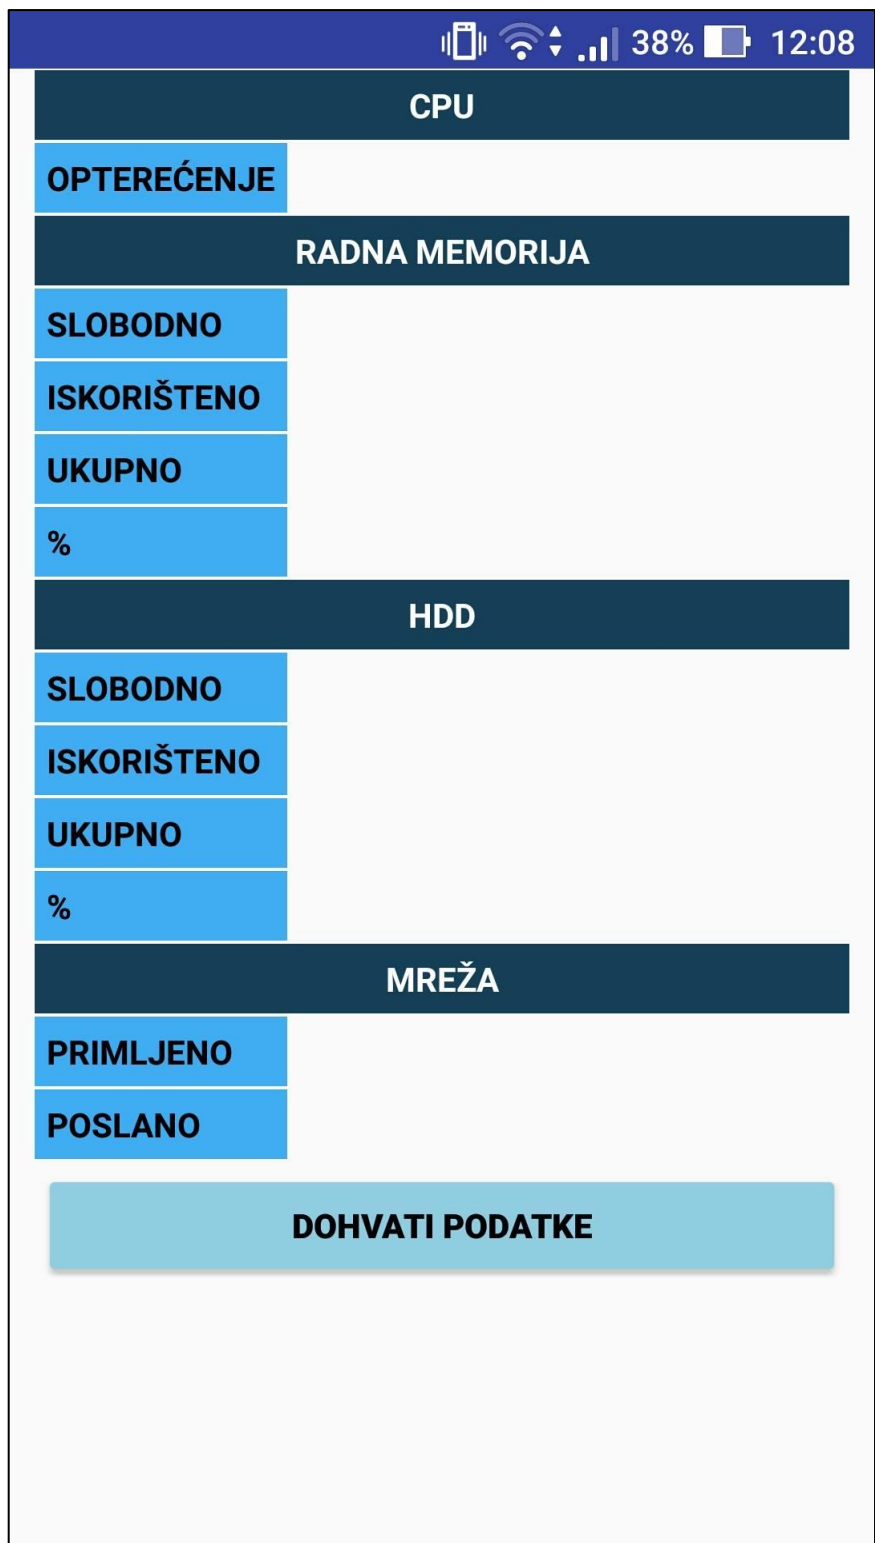 38% 12:08
CPU
OPTEREĆENJE
RADNA MEMORIJA
SLOBODNO
ISKORIŠTENO
UKUPNO
%
HDD
SLOBODNO
ISKORIŠTENO
UKUPNO
%
MREŽA
PRIMLJENO
POSLANO
DOHVATI PODATKE